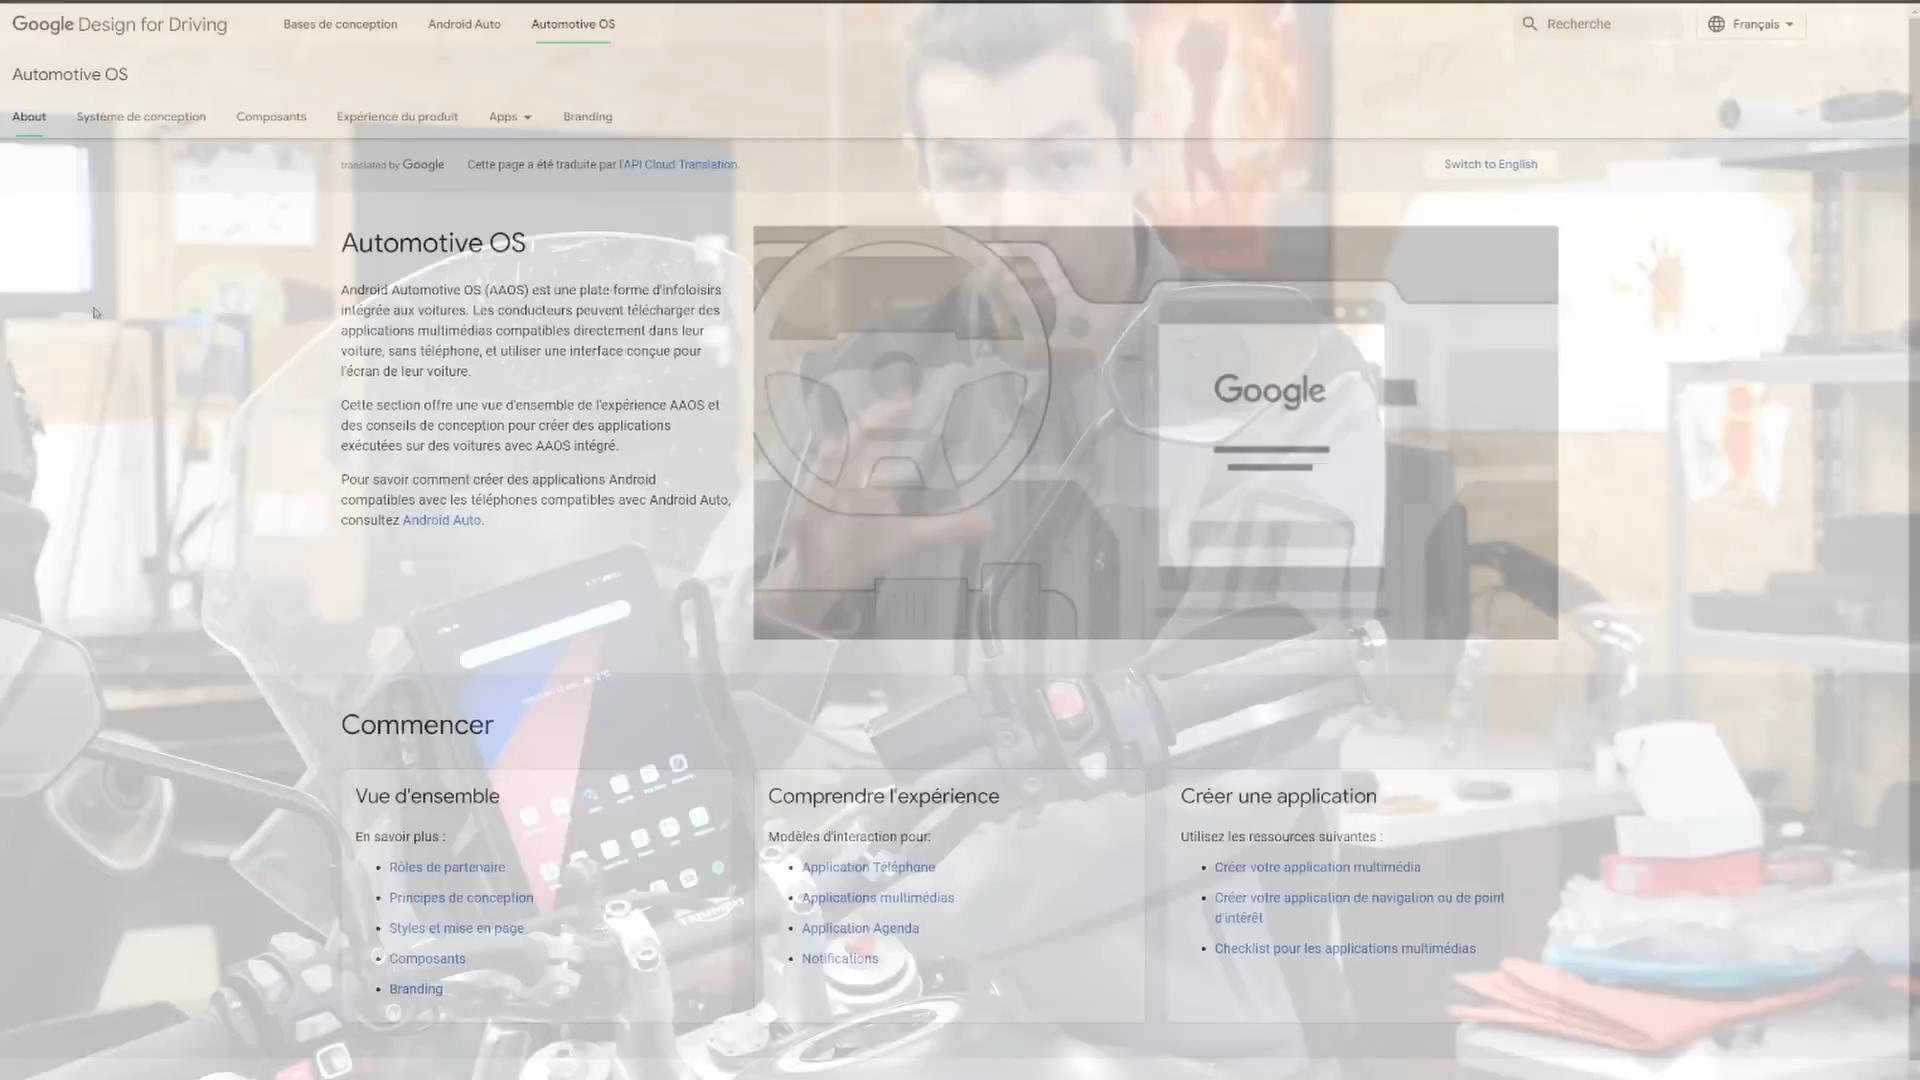 Google Design for Driving
Bases de conception
Android Auto
Automotive OS
Recherche
Français
Automotive OS
About
Système de conception
Composants
Expérience du produit
Apps
Branding
translated by Google
Cette page a été traduite par l'API Cloud Translation.
Switch to English
Automotive OS
Android Automotive OS (AAOS) est une plate-forme d'infoloisirs
intégrée aux voitures. Les conducteurs peuvent télécharger des
applications multimédias compatibles directement dans leur
voiture, sans téléphone, et utiliser une interface conçue pour
l'écran de leur voiture.
Cette section offre une vue d'ensemble de l'expérience AAOS et
des conseils de conception pour créer des applications
exécutées sur des voitures avec AAOS intégré.
Pour savoir comment créer des applications Android
compatibles avec les téléphones compatibles avec Android Auto,
consultez Android Auto.
Google
Commencer
Vue d'ensemble
En savoir plus :
Rôles de partenaire
Principes de conception
Styles et mise en page
Composants
Branding
Comprendre l'expérience
Modèles d'interaction pour:
Application Téléphone
Applications multimédias
Application Agenda
Notifications
Créer une application
Utilisez les ressources suivantes :
Créer votre application multimédia
Créer votre application de navigation ou de point
d'intérêt
Checklist pour les applications multimédias
TRIUMPH